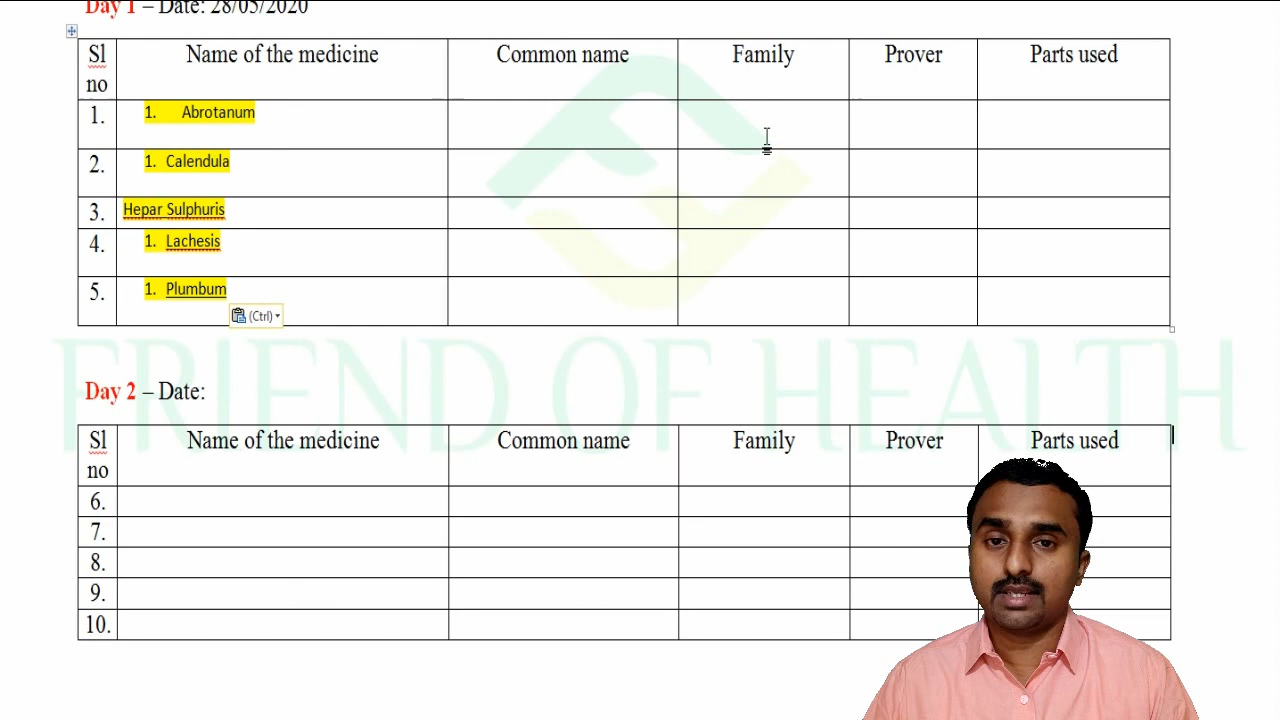 Day 1 – Date: 28/05/2020
Sl no Name of the medicine Common name Family Prover Parts used
1. 1. Abrotanum
2. 1. Calendula
3. Hepar Sulphuris
4. 1. Lachesis
5. 1. Plumbum
(Ctrl)
FRIEND OF HEALTH
Day 2 – Date:
Sl no Name of the medicine Common name Family Prover Parts used
6.
7.
8.
9.
10.